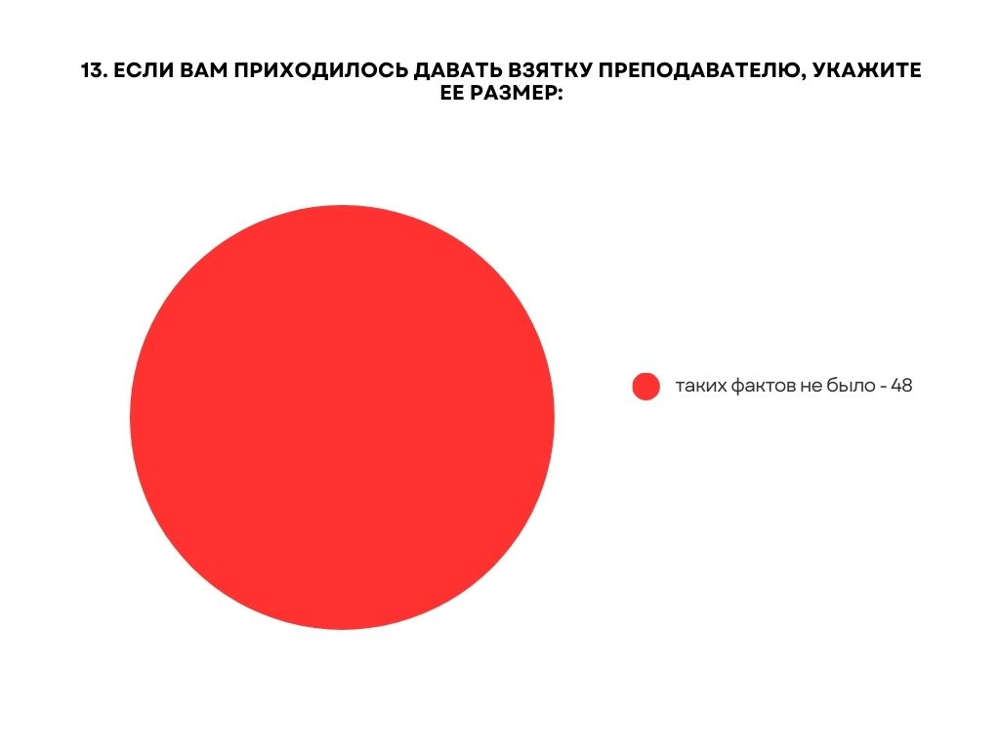 13. ЕСЛИ ВАМ ПРИХОДИЛОСЬ ДАВАТЬ ВЗЯТКУ ПРЕПОДАВАТЕЛЮ, УКАЖИТЕ
ЕЕ РАЗМЕР:
таких фактов не было - 48